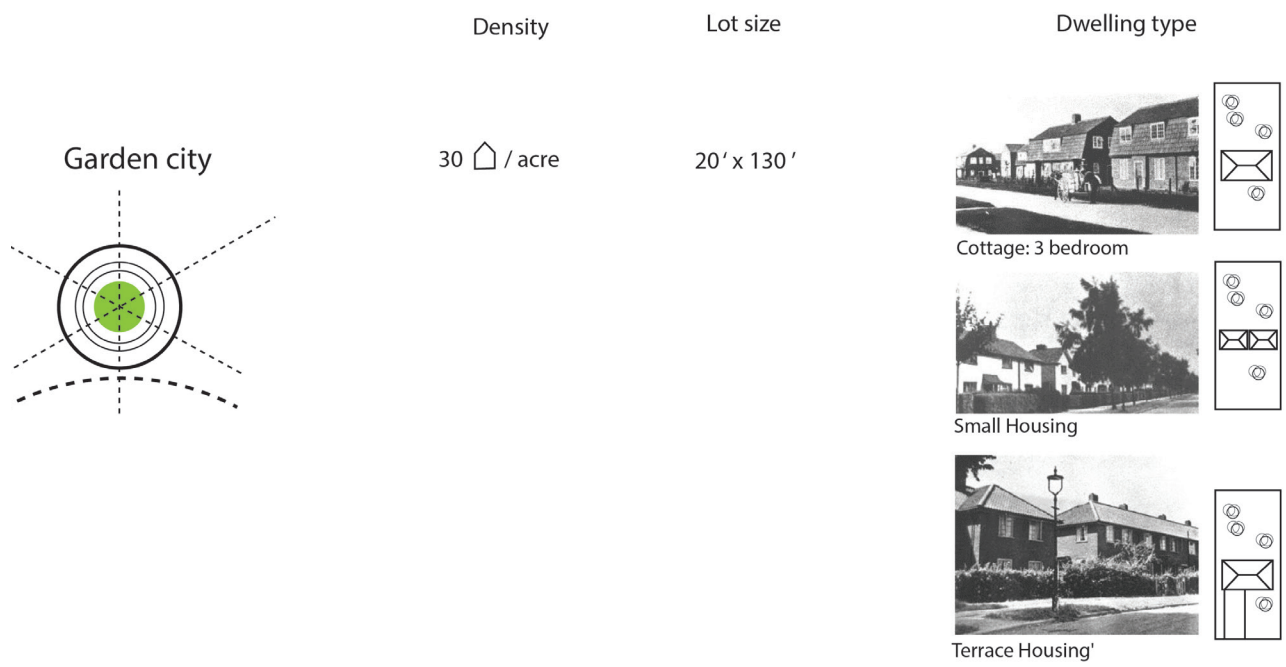 Density
Lot size
Dwelling type
Garden city
30 / acre
20' x 130'
Cottage: 3 bedroom
Small Housing
Terrace Housing'